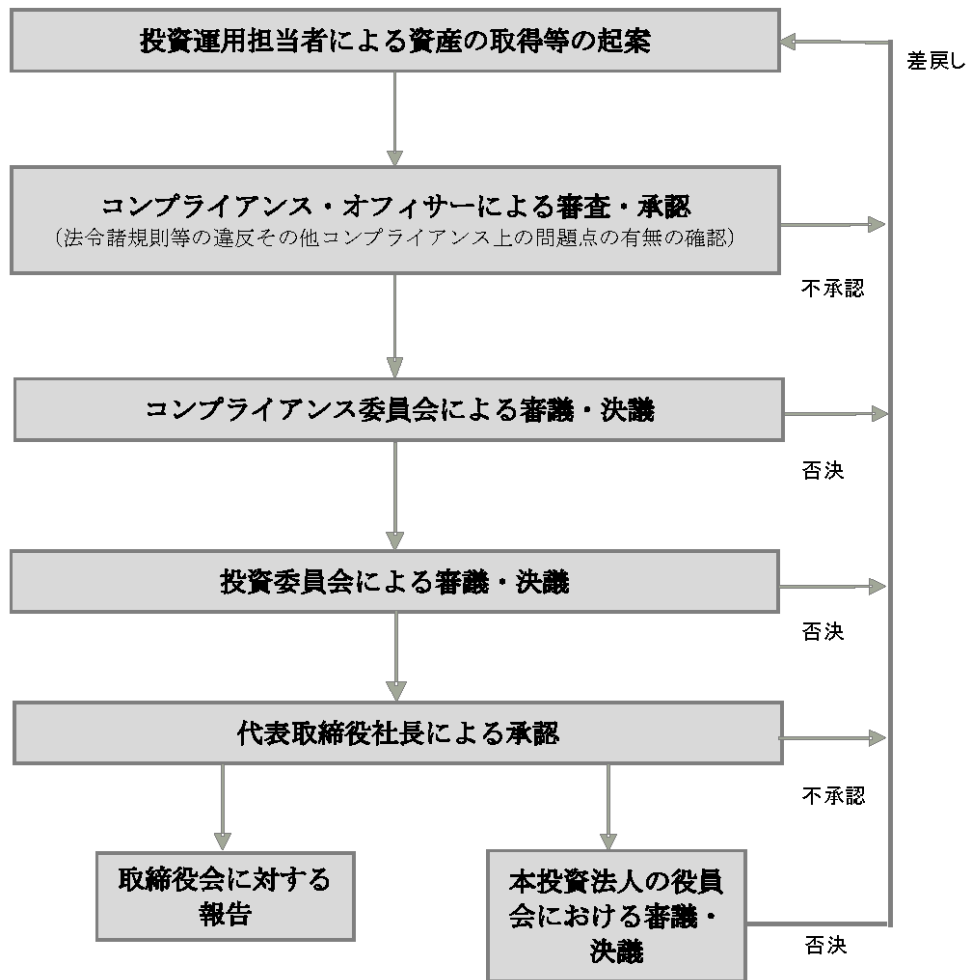 投資運用担当者による資産の取得等の起案
差戻し
コンプライアンス・オフィサーによる審査・承認
（法令諸規則等の違反その他コンプライアンス上の問題点の有無の確認）
不承認
コンプライアンス委員会による審議・決議
否決
投資委員会による審議・決議
否決
代表取締役社長による承認
不承認
取締役会に対する
報告
本投資法人の役員
会における審議・
決議
否決